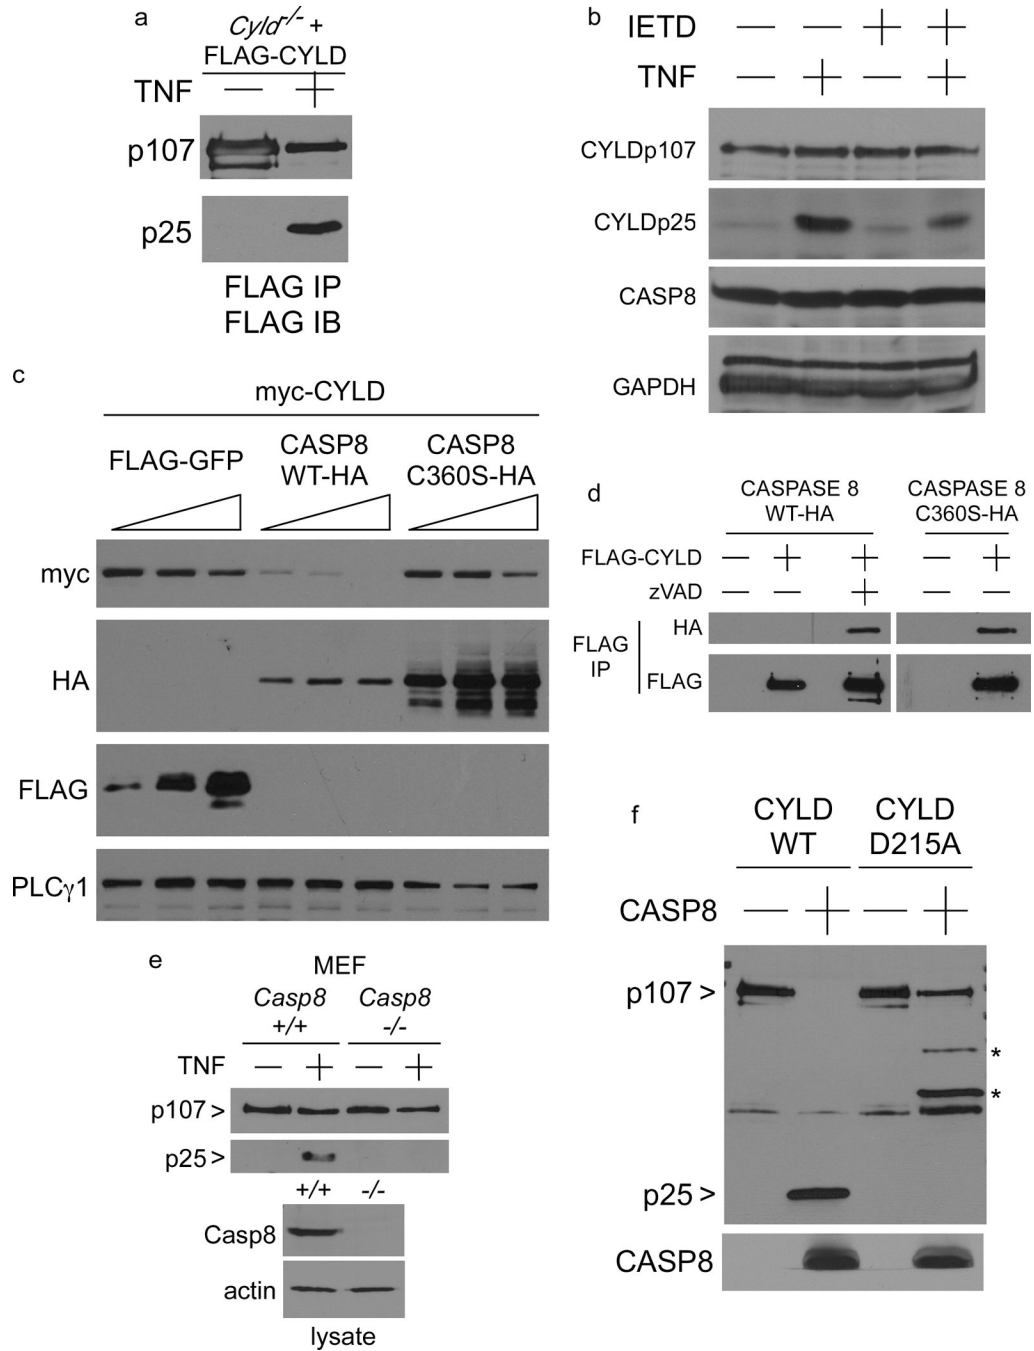 a
Cyld-/- +
FLAG-CYLD
TNF — +
p107
p25
FLAG IP
FLAG IB
b
IETD — — + +
TNF — + — +
CYLDp107
CYLDp25
CASP8
GAPDH
c
myc-CYLD
FLAG-GFP
CASP8
WT-HA
CASP8
C360S-HA
myc
HA
FLAG
PLCγ1
d
CASPASE 8
WT-HA
CASPASE 8
C360S-HA
FLAG-CYLD — + + — +
zVAD — — + — —
FLAG
IP
HA
FLAG
e
MEF
Casp8
+/+
Casp8
-/-
TNF — + — +
p107 >
p25 >
+/+ -/-
Casp8
actin
lysate
f
CYLD
WT
CYLD
D215A
CASP8 — + — +
p107 >
*
*
p25 >
CASP8